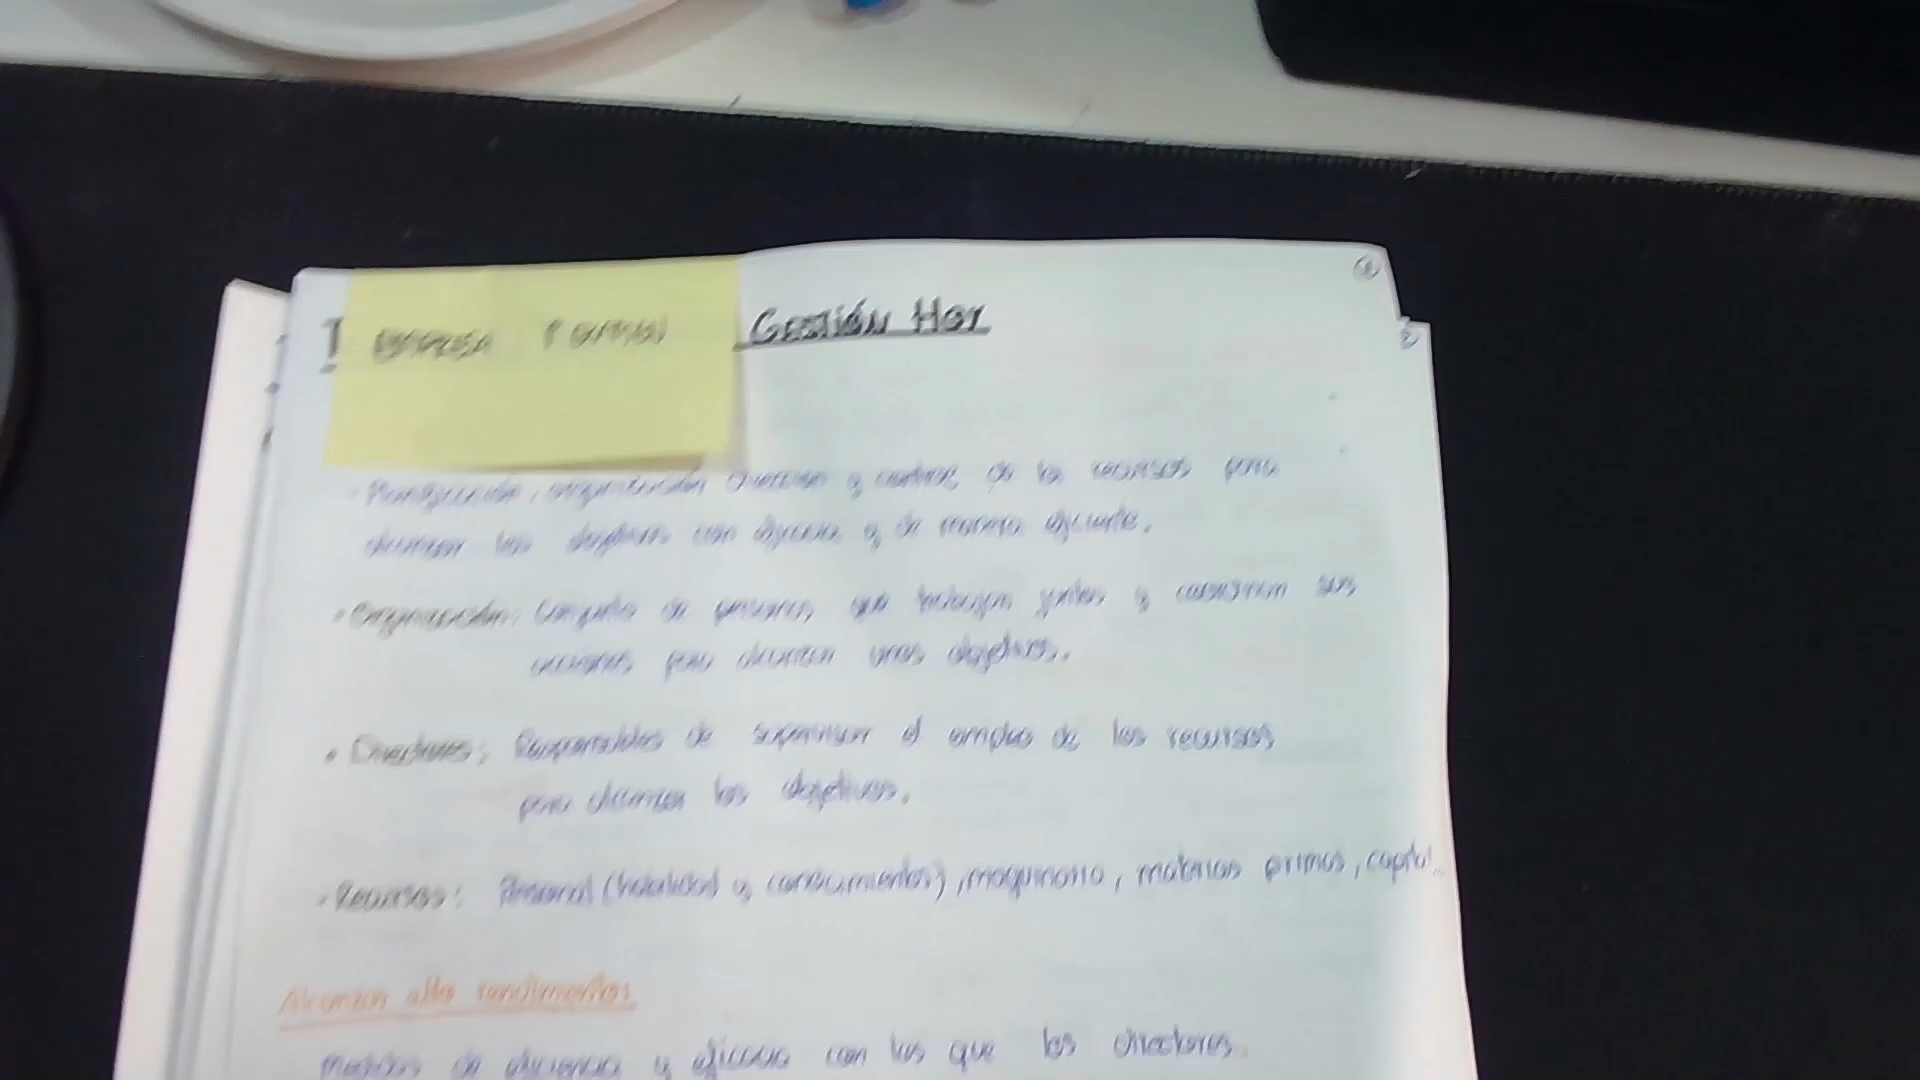 EMPRESA
Gestión Hoy
Planificación, organización dirección y control de los recursos para
alcanzar los objetivos con eficacia y de manera eficiente.
• Organización: Conjunto de personas que trabajan juntas y coordinan sus
acciones para alcanzar unos objetivos.
• Directores: Responsables de supervisar el empleo de los recursos
para alcanzar los objetivos.
• Recursos: Personal (habilidad y conocimientos), maquinaria, materias primas, capital...
Alcanzar altos rendimientos
Medidas de eficiencia y eficacia con las que los directores